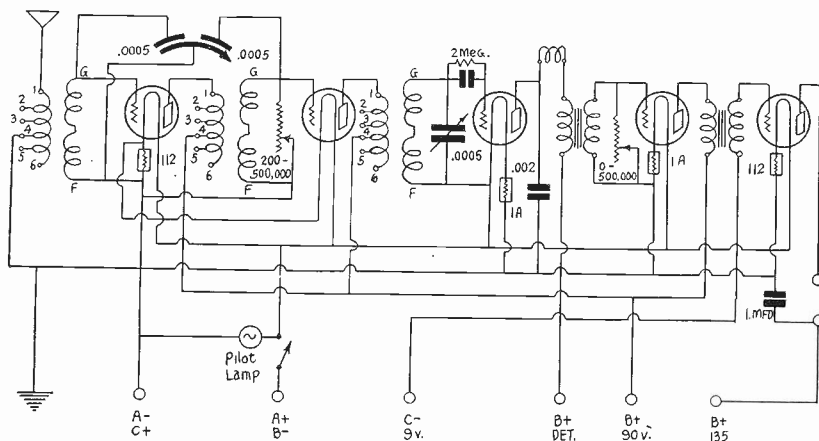 .0005
.0005
2 MEG.
G
G
G
1
2
3
4
5
6
1
2
3
4
5
6
1
2
3
4
5
6
112
200-
500,000
.0005
.002
0-
500,000
1A
112
1A
F
F
F
1.MFD
Pilot
Lamp
A-
C+
A+
B-
C-
9v.
B+
DET.
B+
90v.
B+
135